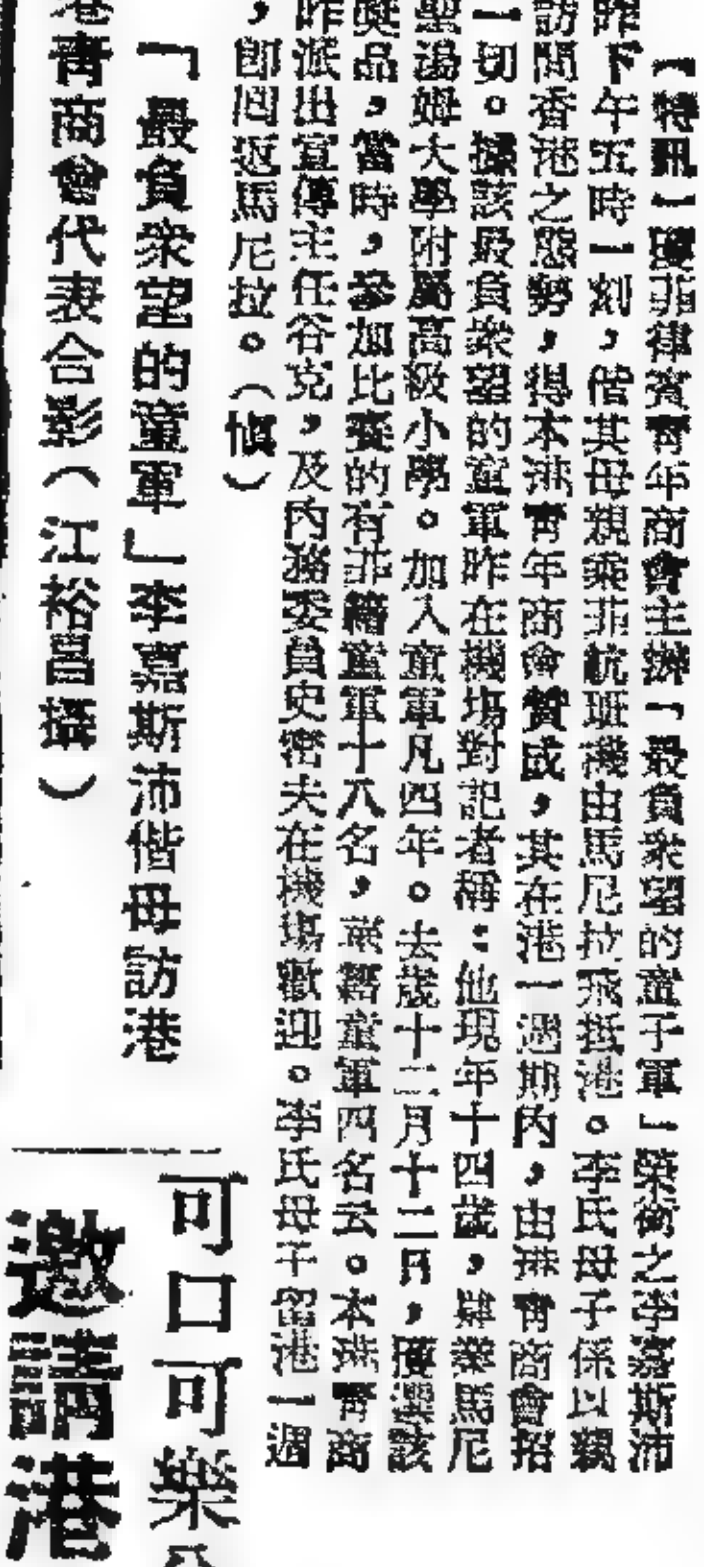 【特訊】獲菲律賓青年商會主辦「最負衆望的童子軍」榮銜之李嘉斯沛
昨下午五時一刻，偕其母親乘菲航班機由馬尼拉飛抵港。李氏母子係以親
訪問香港之態勢，得本港青年商會贊成，其在港一週期內，由港青商會招
一切。據該最負衆望的童軍昨在機場對記者稱：他現年十四歲，肄業馬尼
聖湯姆大學附屬高級小學。加入童軍凡四年。去歲十二月十二日，獲選該
獎品，當時，參加比賽的有菲籍童軍十八名，英籍童軍四名云。本港青商
昨派出宣傳主任谷克，及內務委員史密夫在機場歡迎。李氏母子留港一週
，卽回返馬尼拉。（愼）
「最負衆望的童軍」李嘉斯沛偕母訪港
港青商會代表合影（江裕昌攝）
可口可樂
邀請港